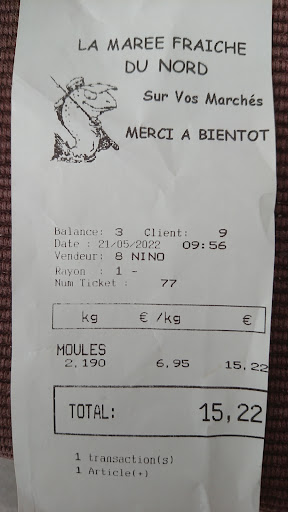 LA MAREE FRAICHE
DU NORD
Sur Vos Marchés
MERCI A BIENTOT
Balance: 3 Client: 9
Date : 21/05/2022 09:56
Vendeur: 8 NINO
Rayon : 1 -
Num Ticket : 77
kg € /kg €
MOULES
2,190 6,95 15,22
TOTAL: 15,22
1 transaction(s)
1 Article(+)